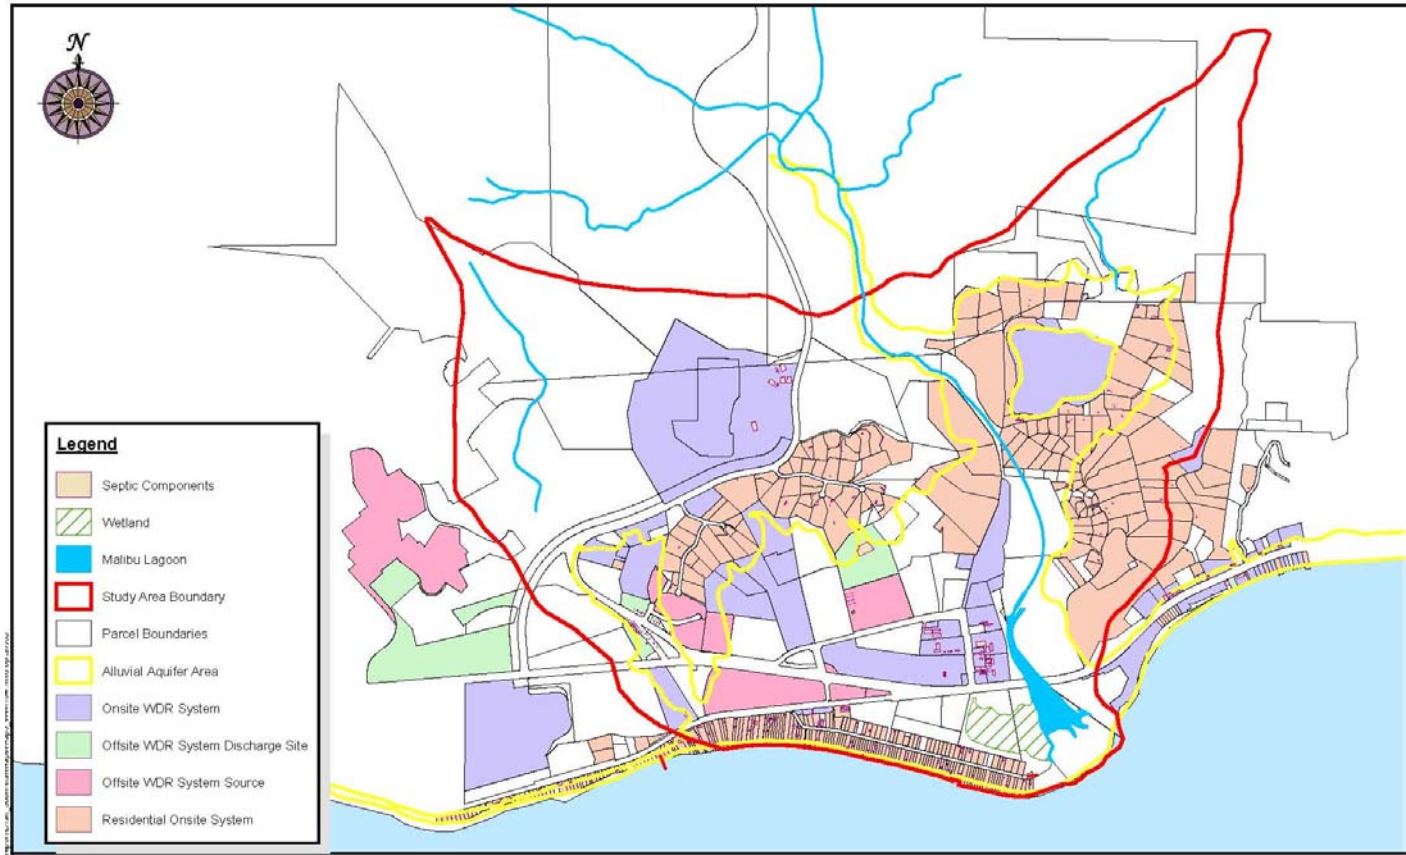 N
Legend
Septic Components
Wetland
Malibu Lagoon
Study Area Boundary
Parcel Boundaries
Alluvial Aquifer Area
Onsite WDR System
Offsite WDR System Discharge Site
Offsite WDR System Source
Residential Onsite System